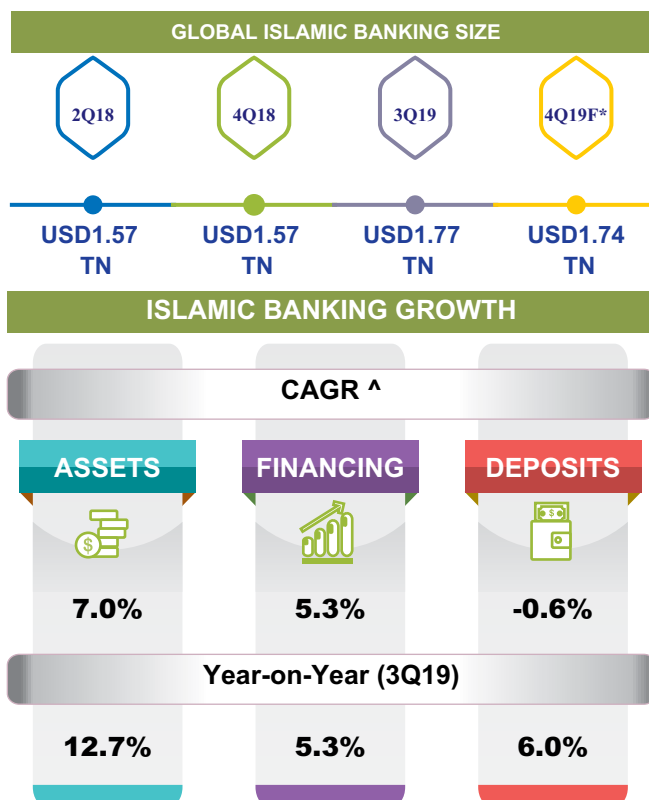 GLOBAL ISLAMIC BANKING SIZE
2Q18 4Q18 3Q19 4Q19F*
USD1.57 USD1.57 USD1.77 USD1.74
TN TN TN TN
ISLAMIC BANKING GROWTH
CAGR ^
ASSETS FINANCING DEPOSITS
$ $
7.0% 5.3% -0.6%
Year-on-Year (3Q19)
12.7% 5.3% 6.0%